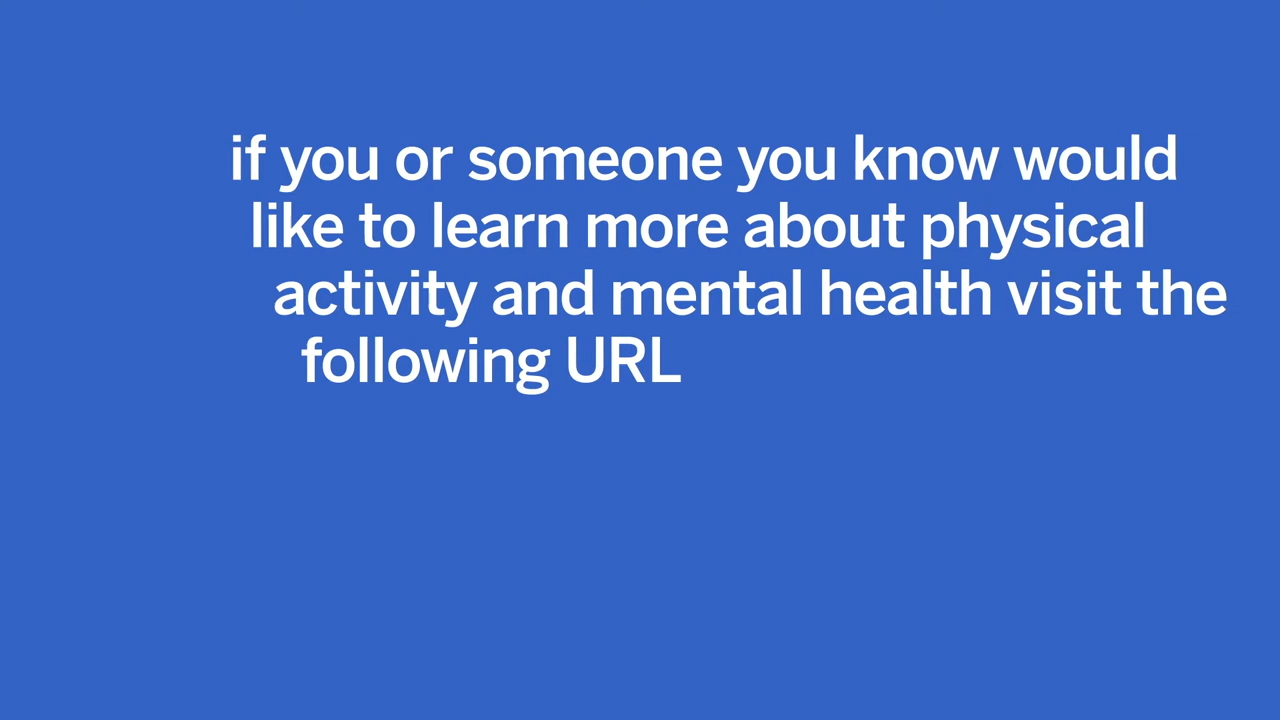 if you or someone you know would
like to learn more about physical
activity and mental health visit the
following URL